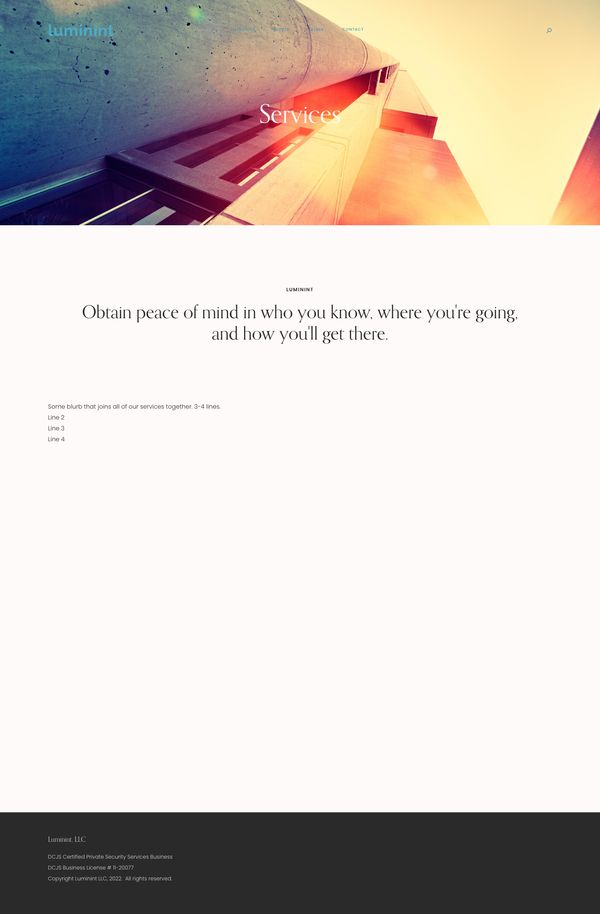 luminint
CONTACT
Services
LUMININT
Obtain peace of mind in who you know, where you're going,
and how you'll get there.
Some blurb that joins all of our services together. 3-4 lines.
Line 2
Line 3
Line 4
Luminint, LLC
DCJS Certified Private Security Services Business
DCJS Business License # 11-20077
Copyright Luminint LLC, 2022. All rights reserved.